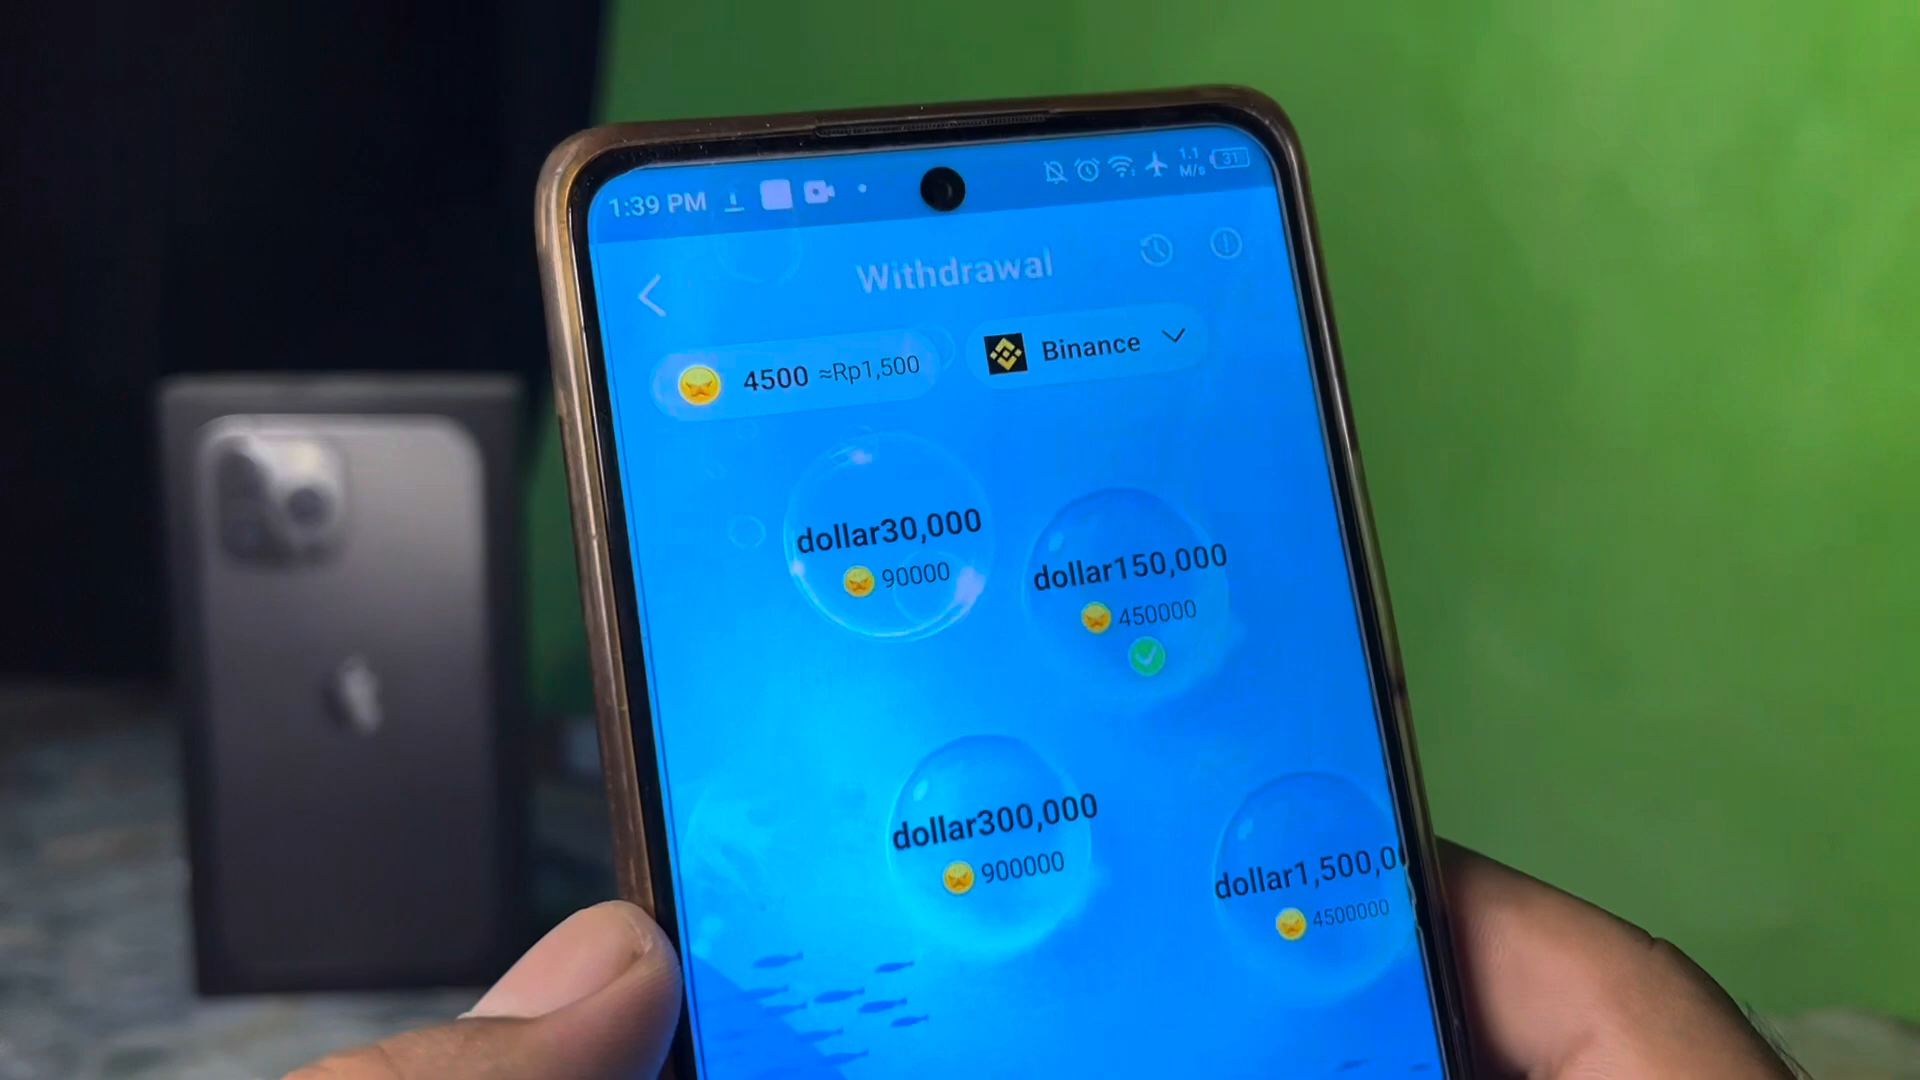 1:39 PM
1.1
M/s
31
Withdrawal
4500 ≈Rp1,500
Binance
dollar30,000
90000
dollar150,000
450000
dollar300,000
900000
dollar1,500,0
4500000